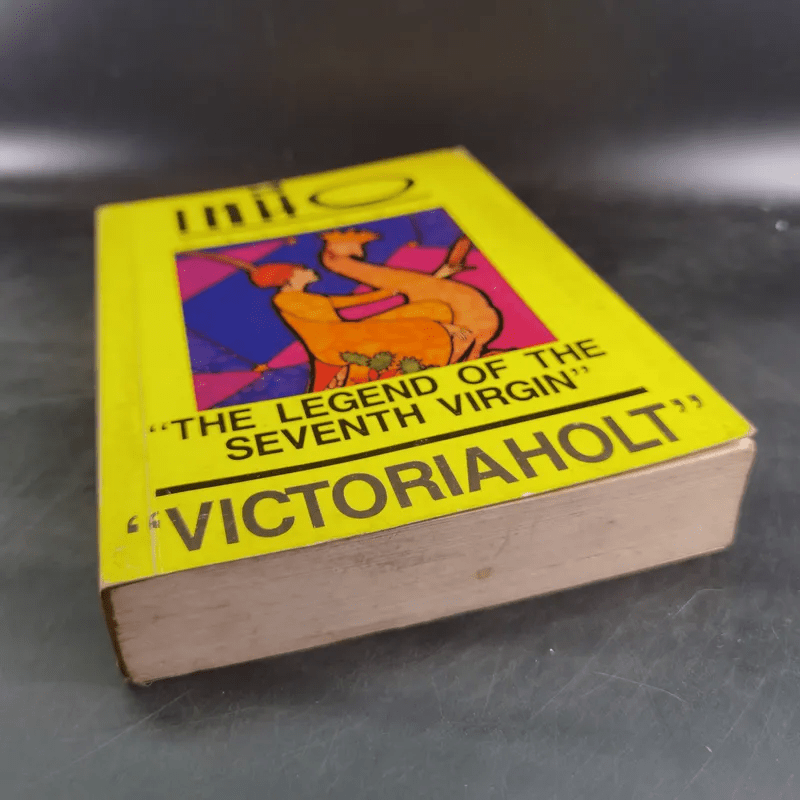 “THE LEGEND OF THE
SEVENTH VIRGIN”
“VICTORIAHOLT”